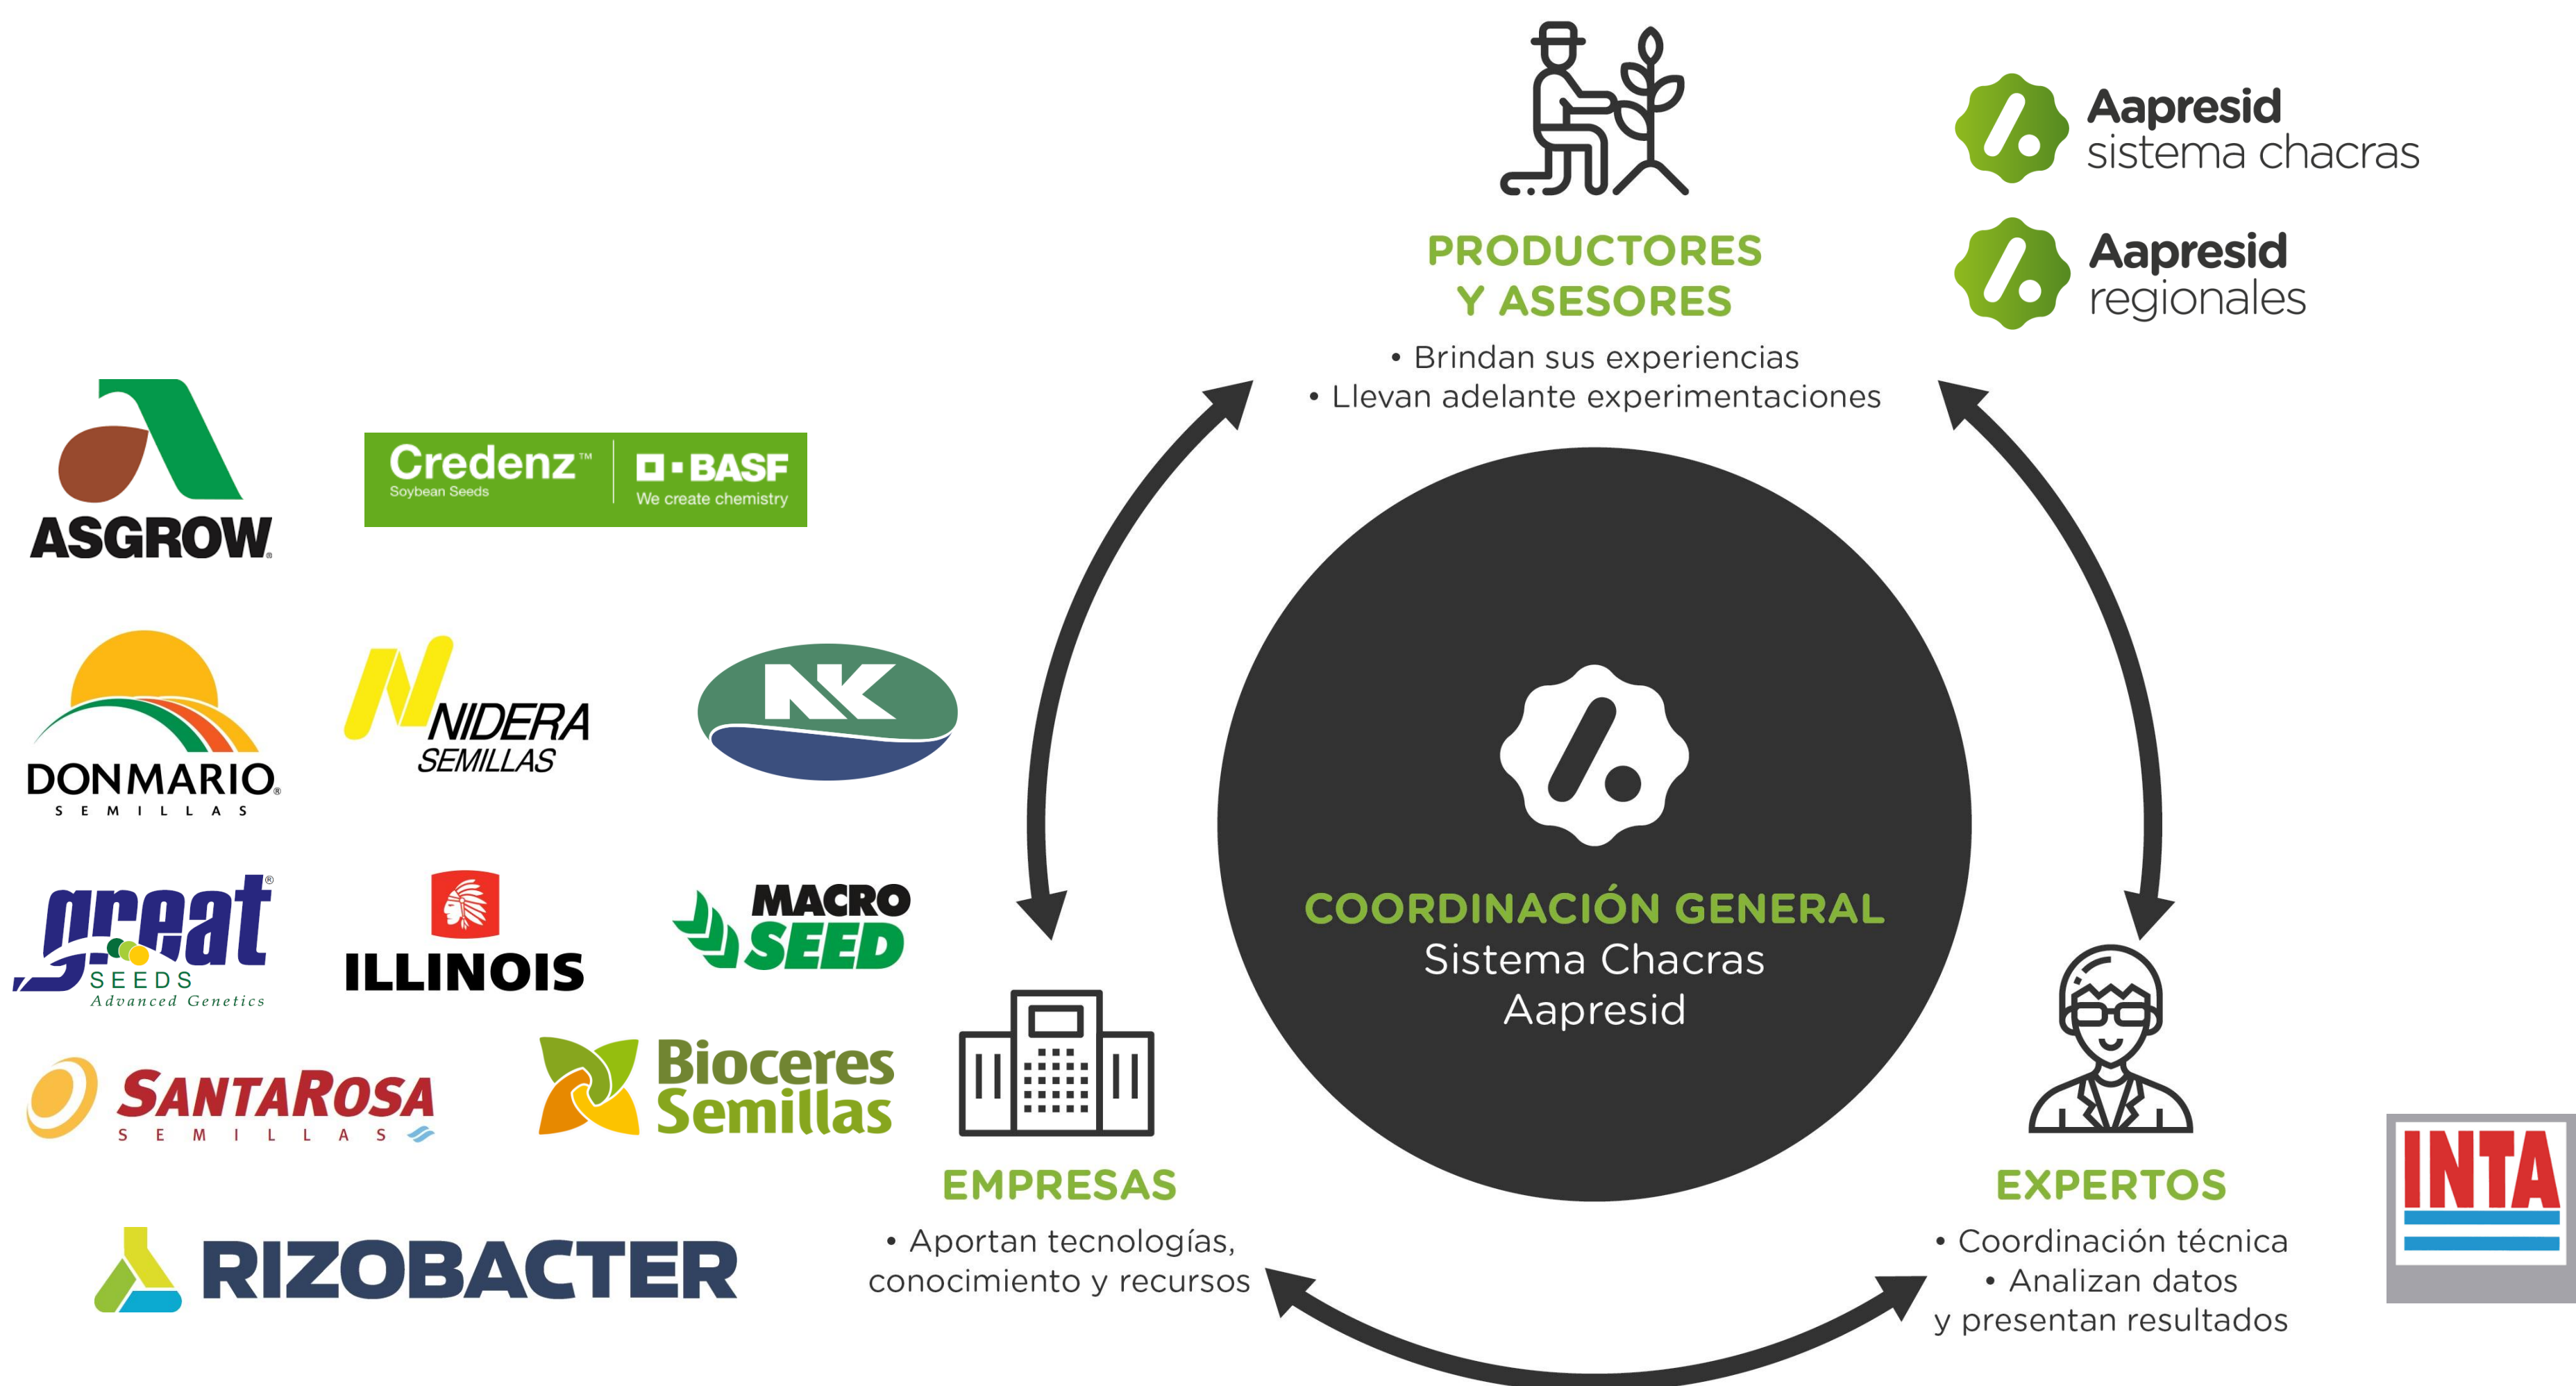 PRODUCTORES
Y ASESORES
• Brindan sus experiencias
• Llevan adelante experimentaciones
Aapresid
sistema chacras
Aapresid
regionales
ASGROW®
Credenz™
Soybean Seeds
BASF
We create chemistry
DONMARIO®
SEMILLAS
NIDERA
SEMILLAS
NK
great®
SEEDS
Advanced Genetics
ILLINOIS
MACRO
SEED
SANTAROSA
SEMILLAS
Bioceres
Semillas
RIZOBACTER
COORDINACIÓN GENERAL
Sistema Chacras
Aapresid
EMPRESAS
• Aportan tecnologías,
conocimiento y recursos
EXPERTOS
• Coordinación técnica
• Analizan datos
y presentan resultados
INTA